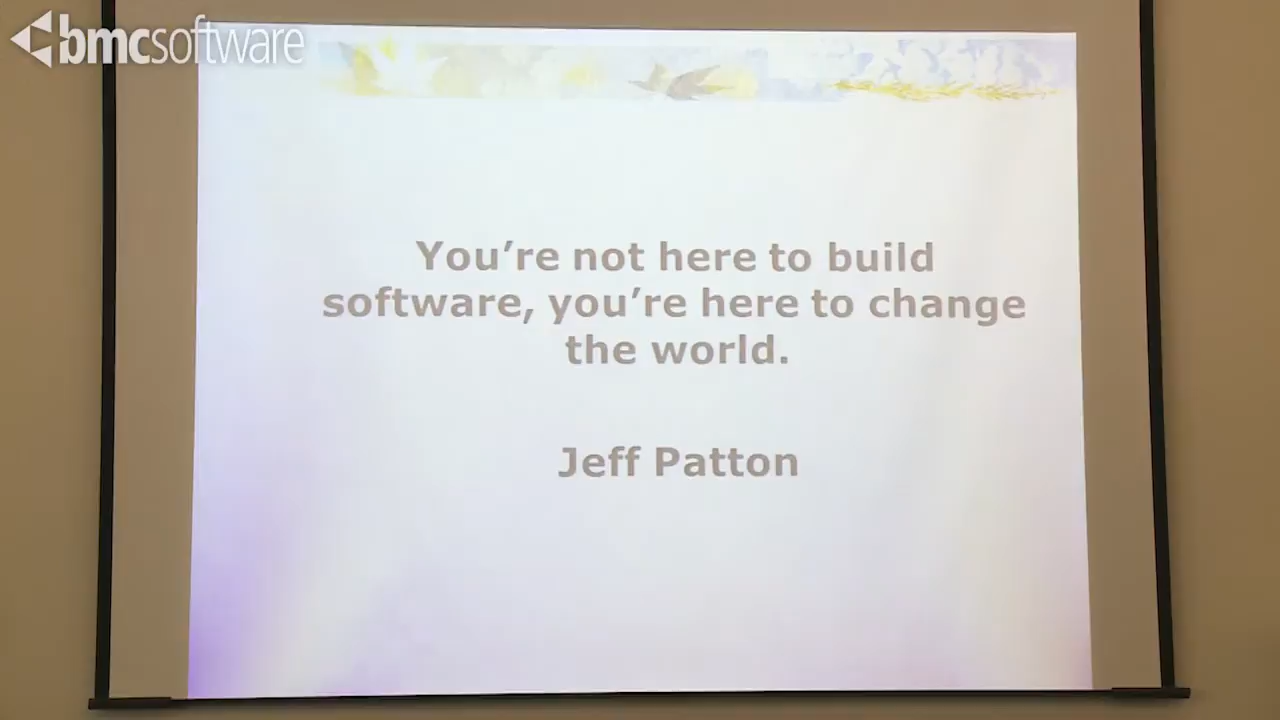 bmcsoftware
You’re not here to build
software, you’re here to change
the world.
Jeff Patton